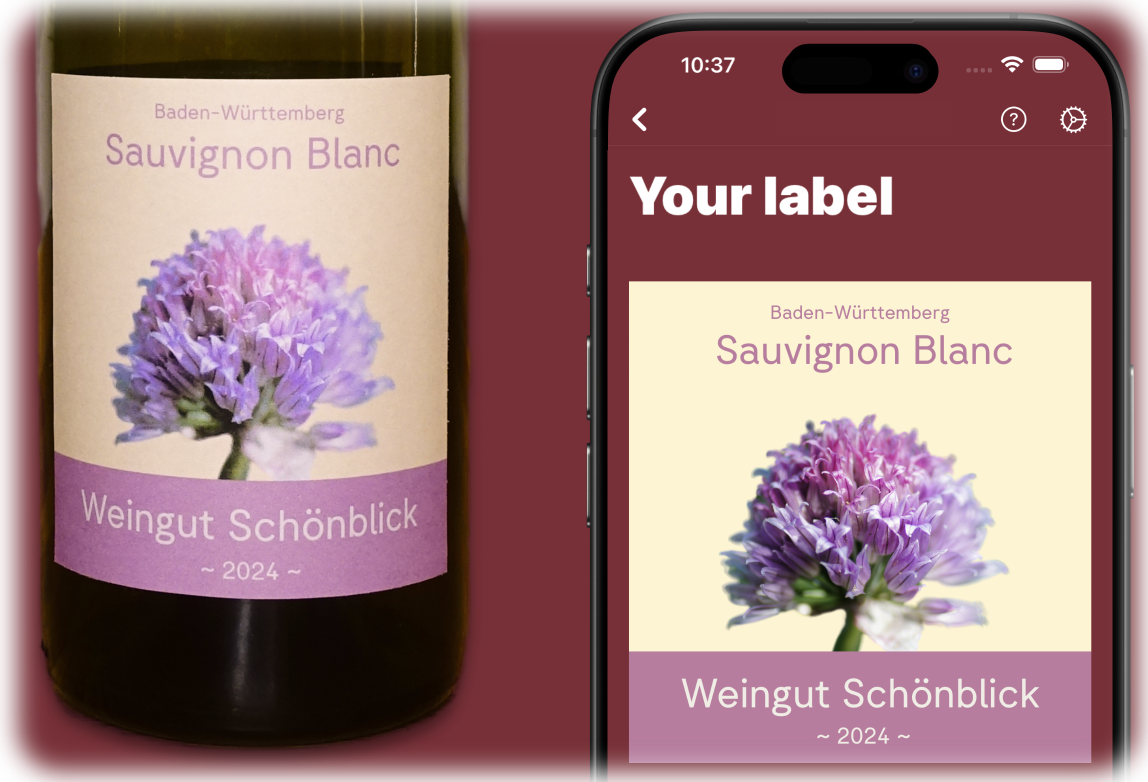 Baden-Württemberg
Sauvignon Blanc
Weingut Schönblick
~ 2024 ~
10:37
?
Your label
Baden-Württemberg
Sauvignon Blanc
Weingut Schönblick
~ 2024 ~